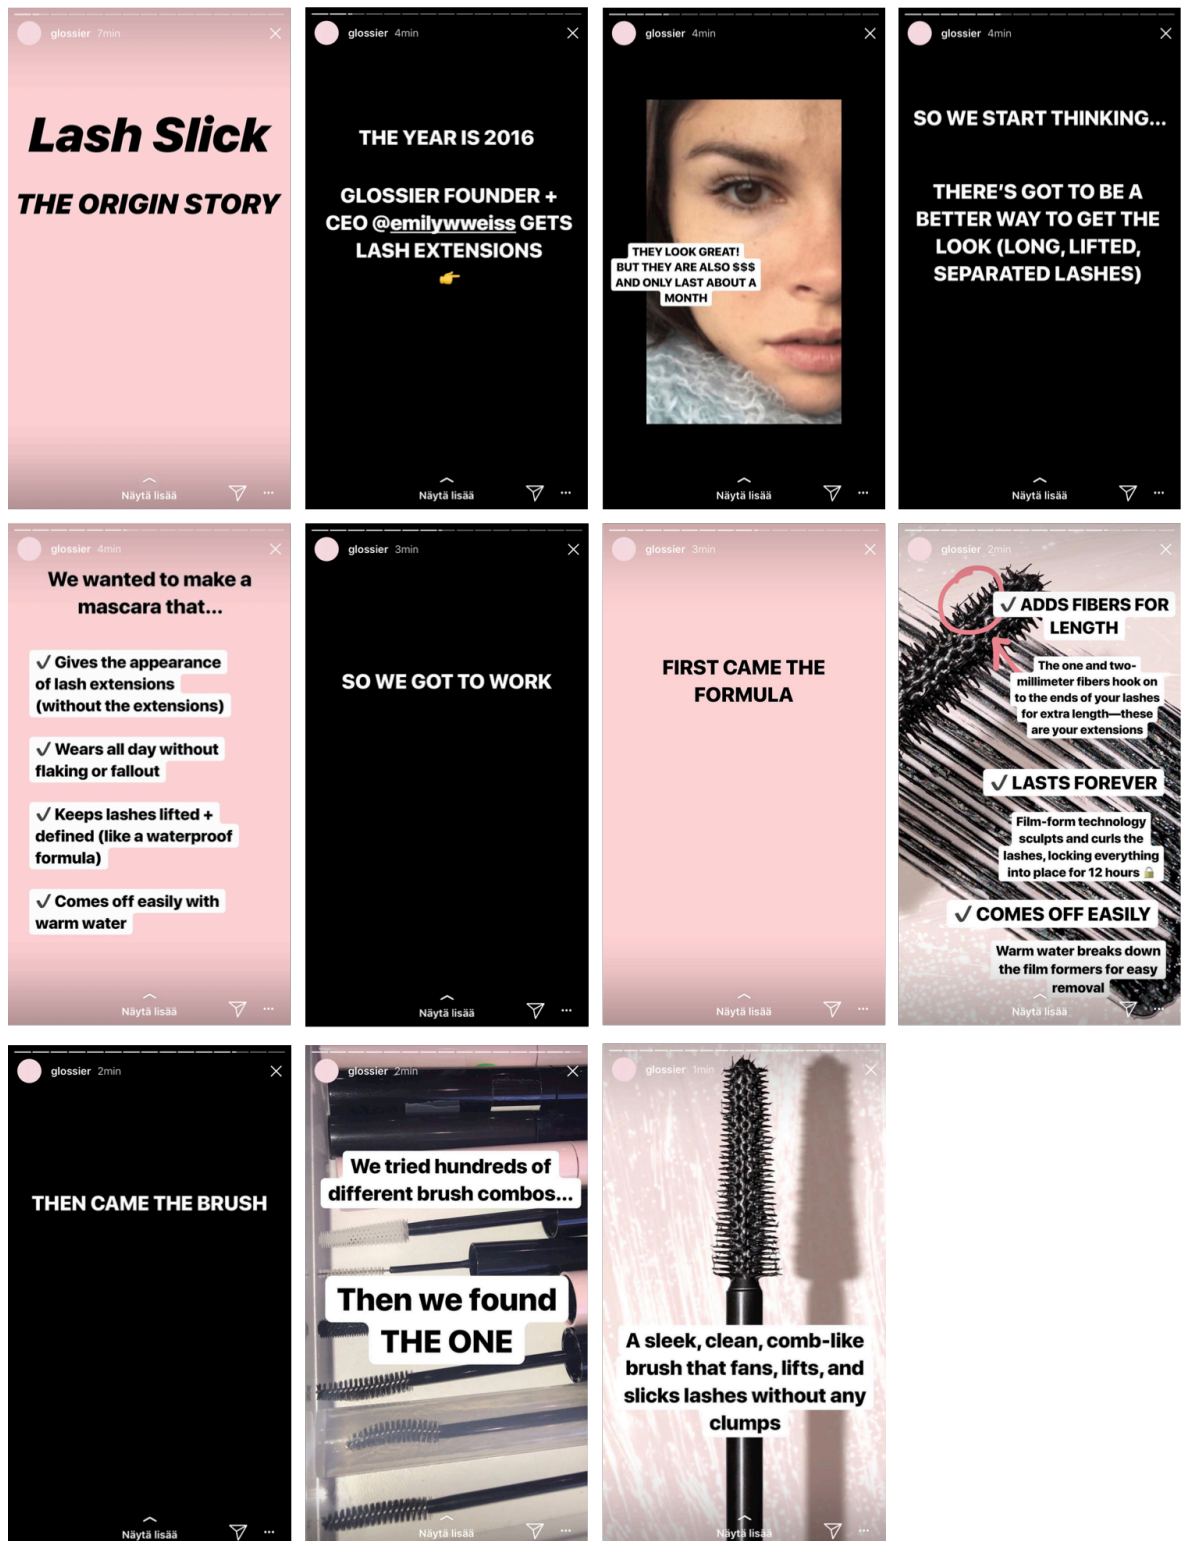 glossier 7min
Lash Slick
THE ORIGIN STORY
Näytä lisää
glossier 4min
THE YEAR IS 2016
GLOSSIER FOUNDER +
CEO @emilywweiss GETS
LASH EXTENSIONS
👉
Näytä lisää
glossier 4min
THEY LOOK GREAT!
BUT THEY ARE ALSO $$$
AND ONLY LAST ABOUT A
MONTH
Näytä lisää
glossier 4min
SO WE START THINKING...
THERE'S GOT TO BE A
BETTER WAY TO GET THE
LOOK (LONG, LIFTED,
SEPARATED LASHES)
Näytä lisää
glossier 4min
We wanted to make a
mascara that...
✓ Gives the appearance
of lash extensions
(without the extensions)
✓ Wears all day without
flaking or fallout
✓ Keeps lashes lifted +
defined (like a waterproof
formula)
✓ Comes off easily with
warm water
Näytä lisää
glossier 3min
SO WE GOT TO WORK
Näytä lisää
glossier 3min
FIRST CAME THE
FORMULA
Näytä lisää
glossier 2min
✓ ADDS FIBERS FOR
LENGTH
The one and two-
millimeter fibers hook on
to the ends of your lashes
for extra length—these
are your extensions
✓ LASTS FOREVER
Film-form technology
sculpts and curls the
lashes, locking everything
into place for 12 hours 🔒
✓ COMES OFF EASILY
Warm water breaks down
the film formers for easy
removal
Näytä lisää
glossier 2min
THEN CAME THE BRUSH
Näytä lisää
glossier 2min
We tried hundreds of
different brush combos...
Then we found
THE ONE
Näytä lisää
glossier 1min
A sleek, clean, comb-like
brush that fans, lifts, and
slicks lashes without any
clumps
Näytä lisää